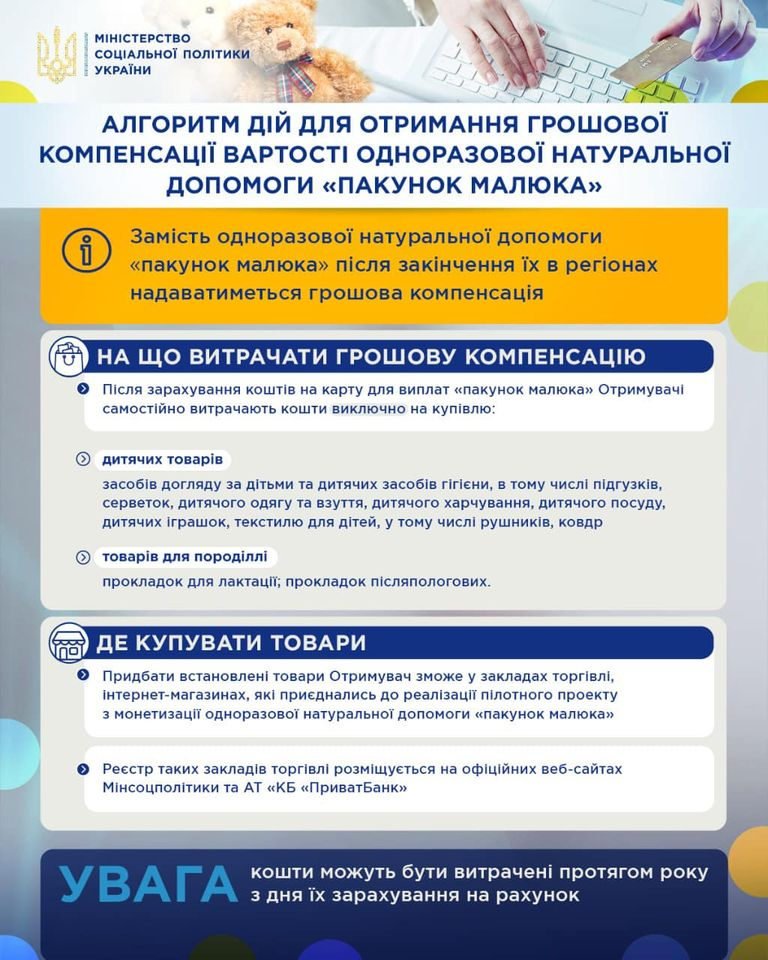 МІНІСТЕРСТВО
СОЦІАЛЬНОЇ ПОЛІТИКИ
УКРАЇНИ
АЛГОРИТМ ДІЙ ДЛЯ ОТРИМАННЯ ГРОШОВОЇ
КОМПЕНСАЦІЇ ВАРТОСТІ ОДНОРАЗОВОЇ НАТУРАЛЬНОЇ
ДОПОМОГИ «ПАКУНОК МАЛЮКА»
Замість одноразової натуральної допомоги
«пакунок малюка» після закінчення їх в регіонах
надаватиметься грошова компенсація
НА ЩО ВИТРАЧАТИ ГРОШОВУ КОМПЕНСАЦІЮ
Після зарахування коштів на карту для виплат «пакунок малюка» Отримувачі
самостійно витрачають кошти виключно на купівлю:
дитячих товарів
засобів догляду за дітьми та дитячих засобів гігієни, в тому числі підгузків,
серветок, дитячого одягу та взуття, дитячого харчування, дитячого посуду,
дитячих іграшок, текстилю для дітей, у тому числі рушників, ковдр
товарів для породіллі
прокладок для лактації; прокладок післяпологових.
ДЕ КУПУВАТИ ТОВАРИ
Придбати встановлені товари Отримувач зможе у закладах торгівлі,
інтернет-магазинах, які приєднались до реалізації пілотного проекту
з монетизації одноразової натуральної допомоги «пакунок малюка»
Реєстр таких закладів торгівлі розміщується на офіційних веб-сайтах
Мінсоцполітики та АТ «КБ «ПриватБанк»
УВАГА
кошти можуть бути витрачені протягом року
з дня їх зарахування на рахунок